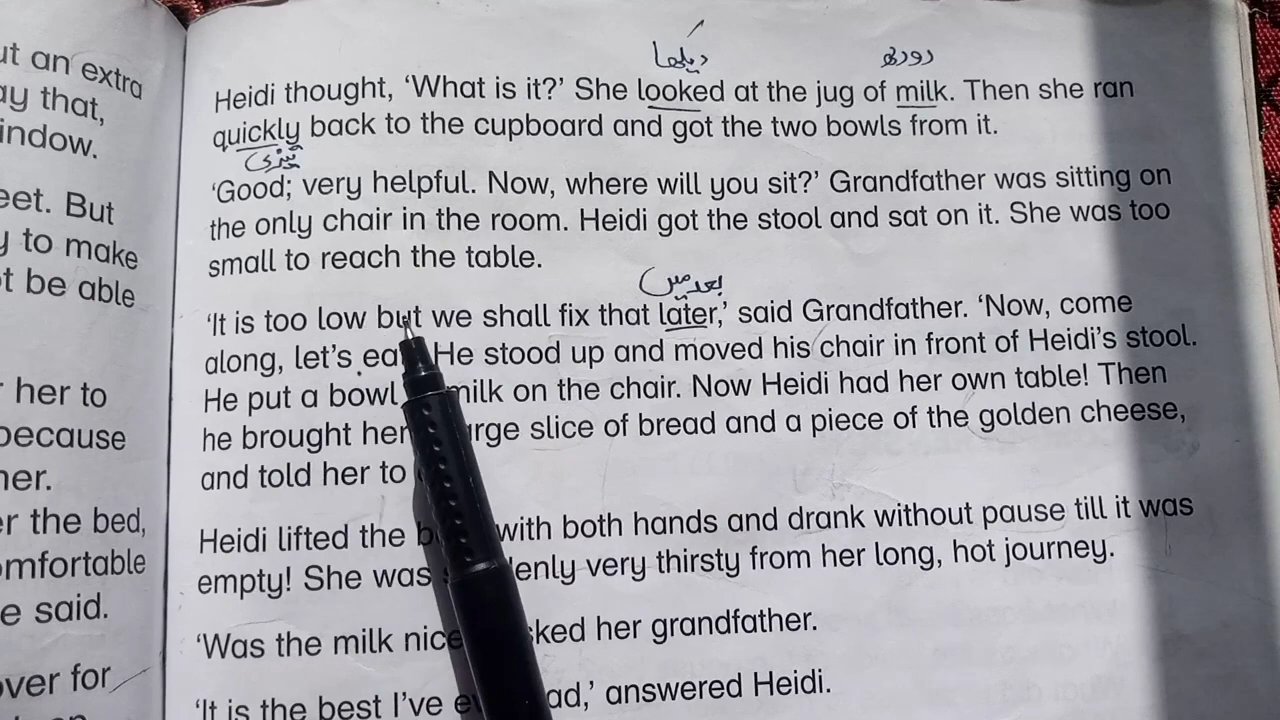 ut an extra
ay that,
indow.
eet. But
y to make
t be able
her to
because
her.
er the bed,
omfortable
e said.
over for
دیکھا دودھ
Heidi thought, ‘What is it?’ She looked at the jug of milk. Then she ran
quickly back to the cupboard and got the two bowls from it.
تیزی
‘Good; very helpful. Now, where will you sit?’ Grandfather was sitting on
the only chair in the room. Heidi got the stool and sat on it. She was too
small to reach the table.
بعد میں
‘It is too low but we shall fix that later,’ said Grandfather. ‘Now, come
along, let’s ea He stood up and moved his chair in front of Heidi’s stool.
He put a bowl milk on the chair. Now Heidi had her own table! Then
he brought her arge slice of bread and a piece of the golden cheese,
and told her to
Heidi lifted the b with both hands and drank without pause till it was
empty! She was s enly very thirsty from her long, hot journey.
‘Was the milk nice ked her grandfather.
‘It is the best I’ve e ad,’ answered Heidi.